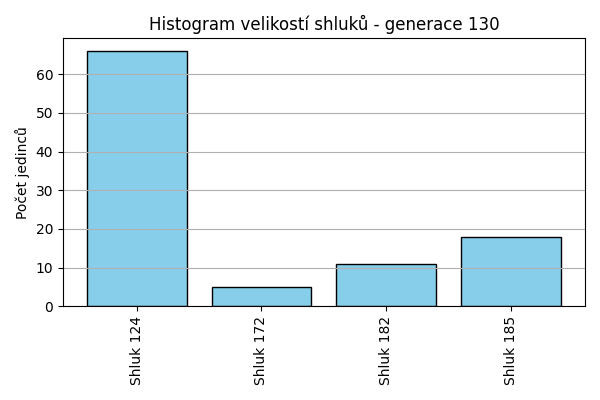 Histogram velikostí shluků - generace 130
Počet jedinců
60
50
40
30
20
10
0
Shluk 124
Shluk 172
Shluk 182
Shluk 185